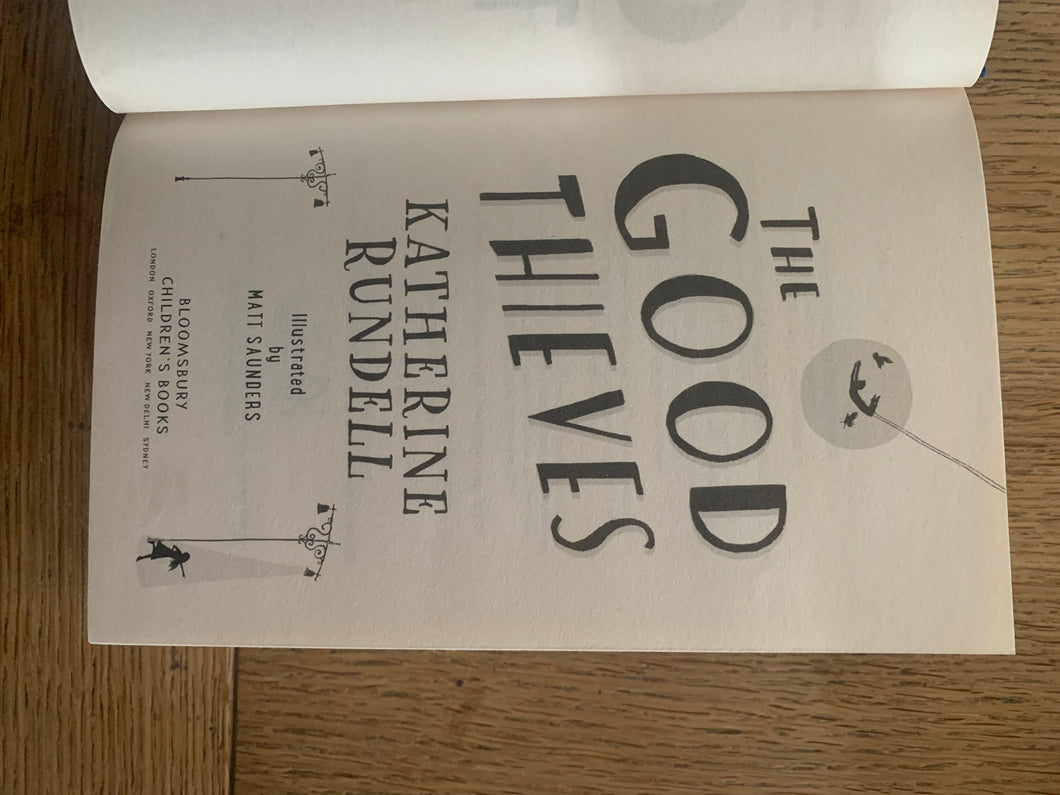 THE
GOOD
THIEVES
KATHERINE
RUNDELL
Illustrated
by
MATT SAUNDERS
BLOOMSBURY
CHILDREN'S BOOKS
LONDON OXFORD NEW YORK NEW DELHI SYDNEY